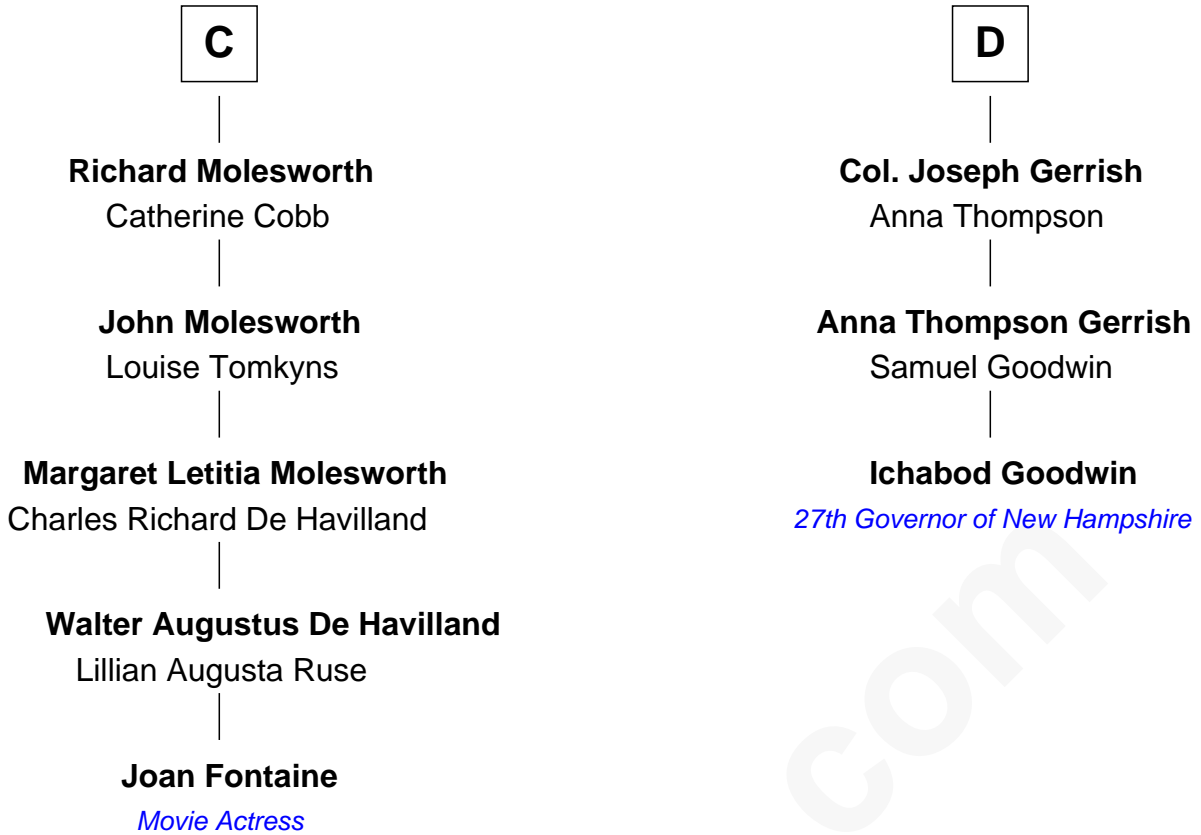 C
Richard Molesworth
Catherine Cobb
John Molesworth
Louise Tomkyns
Margaret Letitia Molesworth
Charles Richard De Havilland
Walter Augustus De Havilland
Lillian Augusta Ruse
Joan Fontaine
Movie Actress
D
Col. Joseph Gerrish
Anna Thompson
Anna Thompson Gerrish
Samuel Goodwin
Ichabod Goodwin
27th Governor of New Hampshire
com